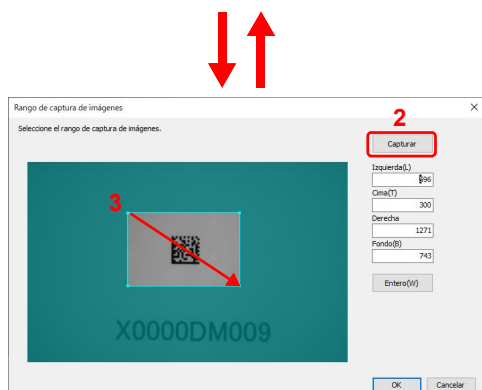 Rango de captura de imágenes
Seleccione el rango de captura de imágenes.
2
Capturar
Izquierda(L)
Cima(T)
300
Derecha
1271
Fondo(B)
743
Entero(W)
3
X0000DM009
OK
Cancelar